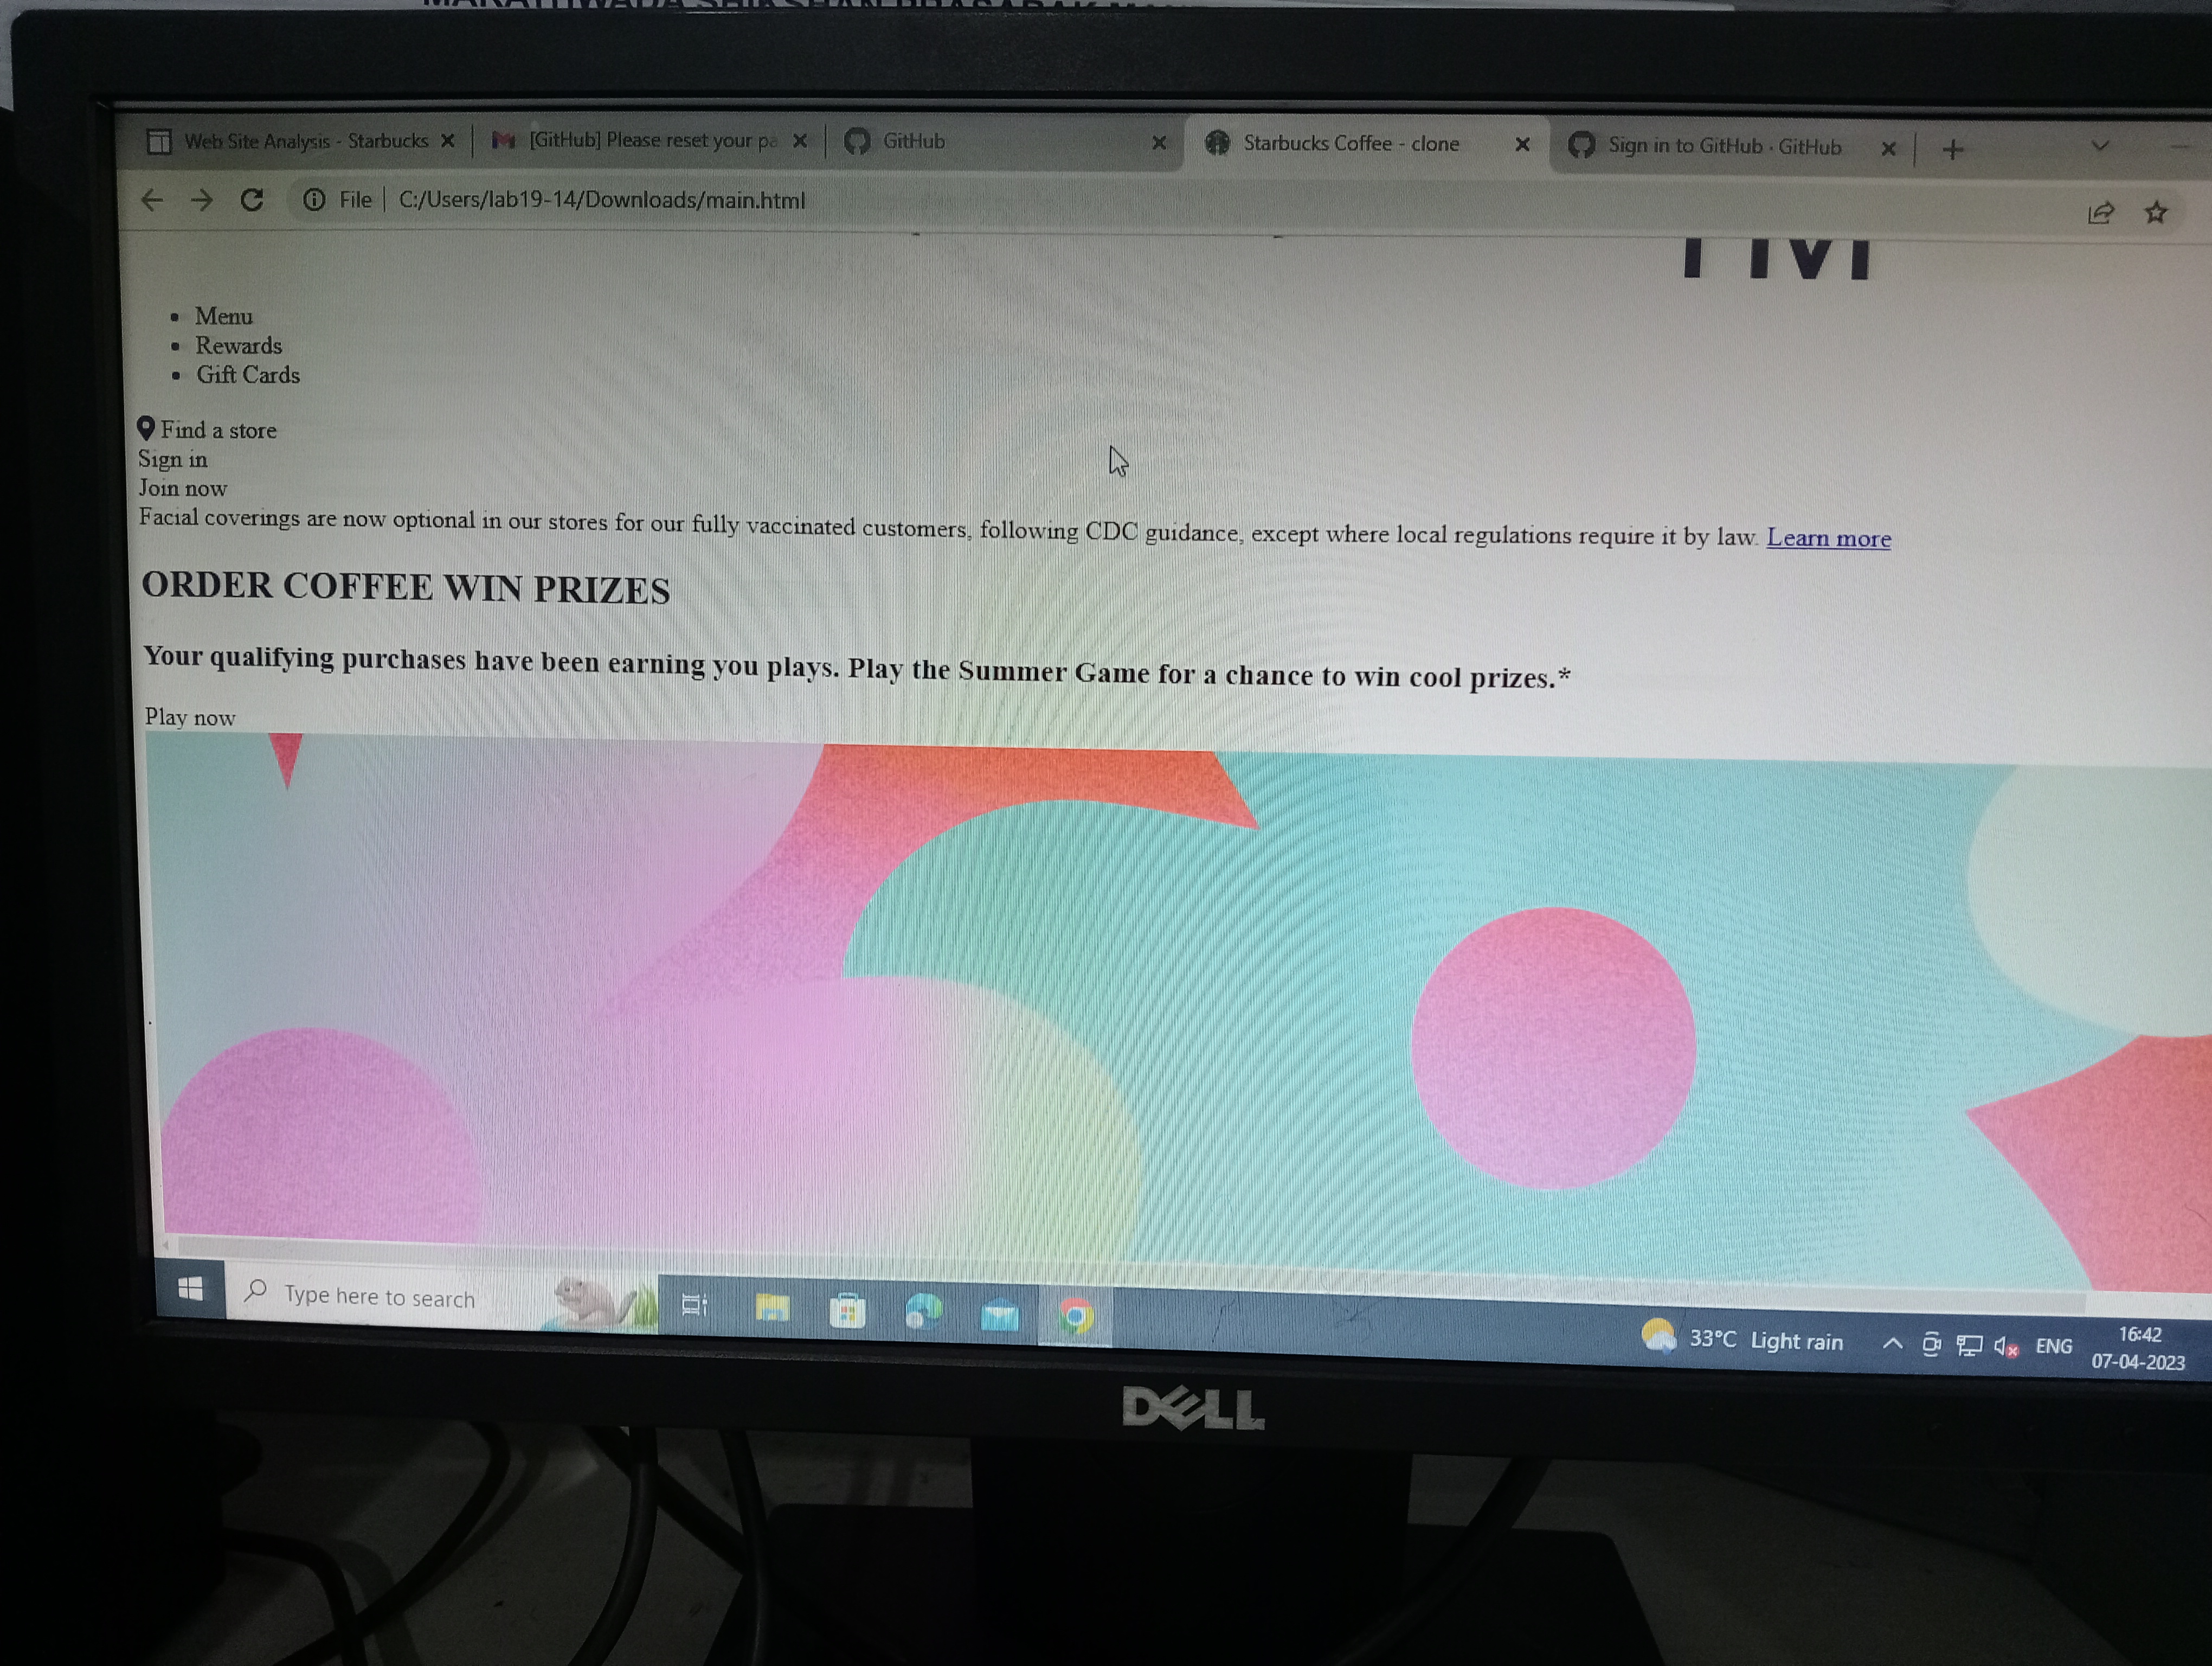 Web Site Analysis - Starbucks
[GitHub] Please reset your pa
GitHub
Starbucks Coffee - clone
Sign in to GitHub · GitHub
File C:/Users/lab19-14/Downloads/main.html
Menu
Rewards
Gift Cards
Find a store
Sign in
Join now
Facial coverings are now optional in our stores for our fully vaccinated customers, following CDC guidance, except where local regulations require it by law. Learn more
ORDER COFFEE WIN PRIZES
Your qualifying purchases have been earning you plays. Play the Summer Game for a chance to win cool prizes.*
Play now
Type here to search
33°C Light rain
ENG
16:42
07-04-2023
DELL